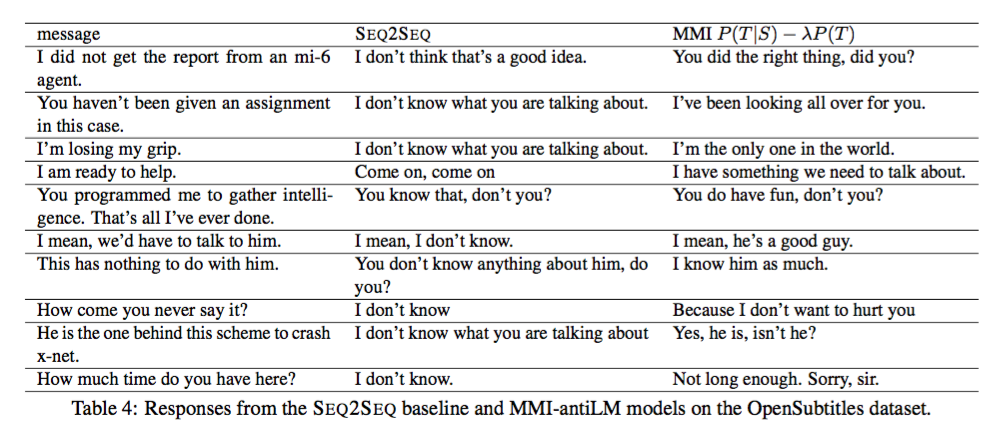 message SEQ2SEQ MMI P(T|S) − λP(T)
I did not get the report from an mi-6 I don't think that's a good idea. You did the right thing, did you?
agent.
You haven't been given an assignment I don't know what you are talking about. I've been looking all over for you.
in this case.
I'm losing my grip. I don't know what you are talking about. I'm the only one in the world.
I am ready to help. Come on, come on I have something we need to talk about.
You programmed me to gather intelli- You know that, don't you? You do have fun, don't you?
gence. That's all I've ever done.
I mean, we'd have to talk to him. I mean, I don't know. I mean, he's a good guy.
This has nothing to do with him. You don't know anything about him, do I know him as much.
you?
How come you never say it? I don't know Because I don't want to hurt you
He is the one behind this scheme to crash I don't know what you are talking about Yes, he is, isn't he?
x-net.
How much time do you have here? I don't know. Not long enough. Sorry, sir.
Table 4: Responses from the SEQ2SEQ baseline and MMI-antiLM models on the OpenSubtitles dataset.